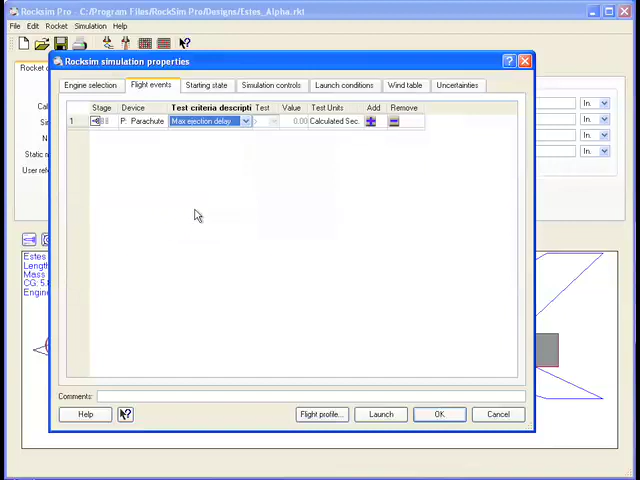 Rocksim Pro - C:/Program Files/RockSim Pro/Designs/Estes_Alpha.rkt
File Edit Rocket Simulation Help
Rocksim simulation properties
Engine selection Flight events Starting state Simulation controls Launch conditions Wind table Uncertainties
Stage Device Test criteria descripti Test Value Test Units Add Remove
1 P: Parachute Max ejection delay > 0.00 Calculated Sec.
Rocket
In.
In.
In.
In.
Static
User
Estes
Length
Mass
CG: 5.
Engine
Comments:
Help Flight profile... Launch OK Cancel